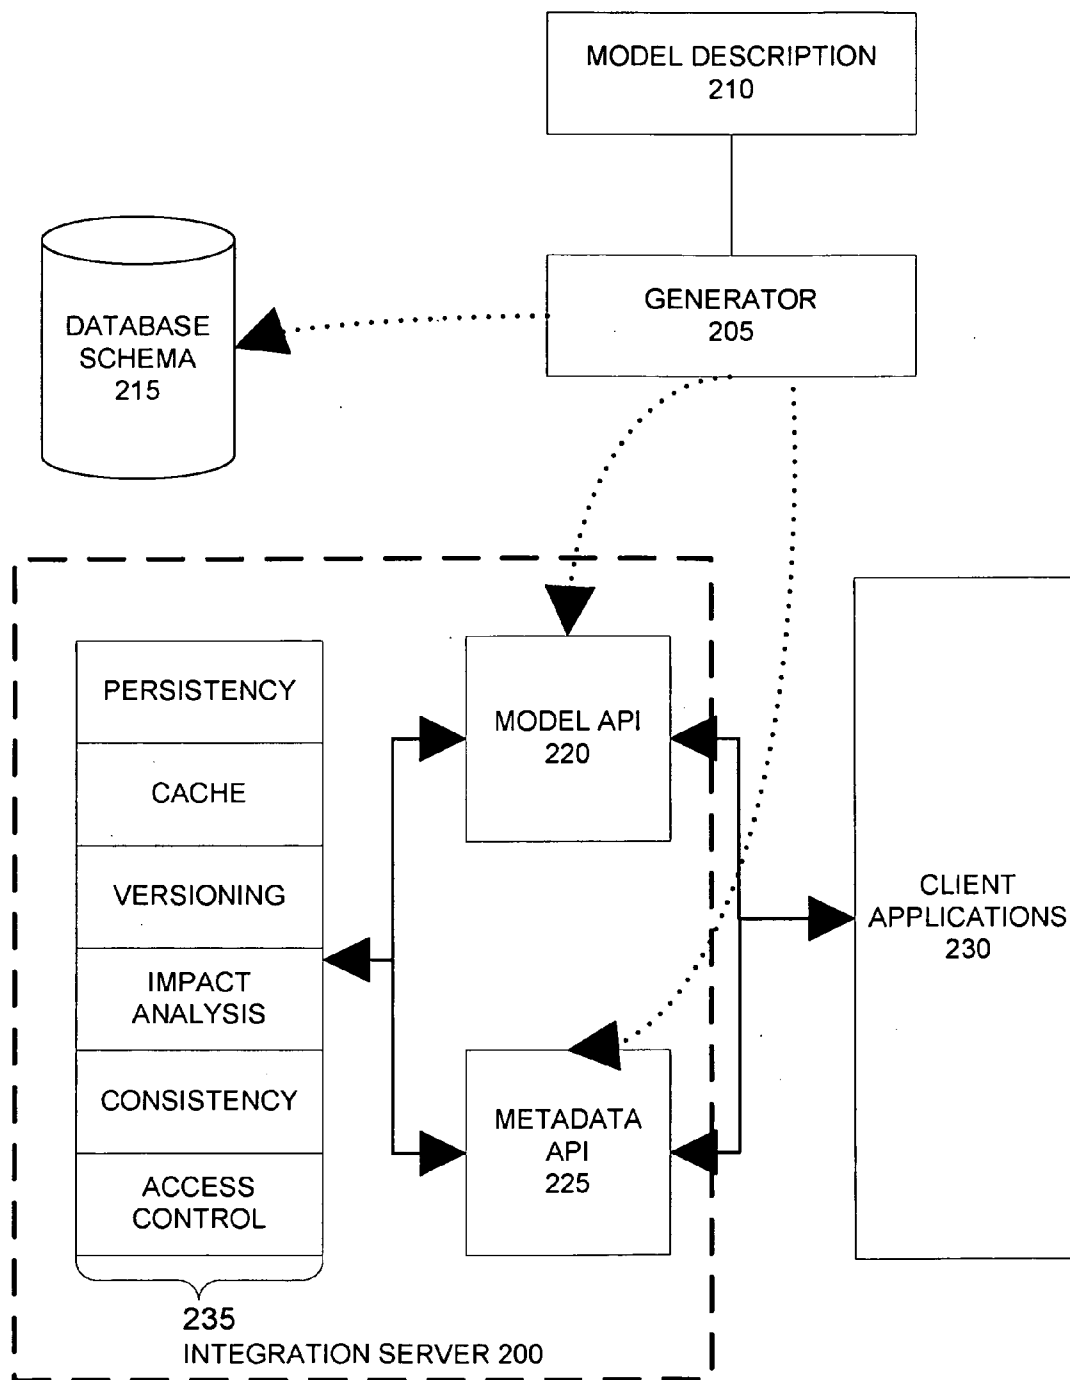 MODEL DESCRIPTION
210
GENERATOR
205
DATABASE
SCHEMA
215
PERSISTENCY
CACHE
VERSIONING
IMPACT
ANALYSIS
CONSISTENCY
ACCESS
CONTROL
MODEL API
220
METADATA
API
225
CLIENT
APPLICATIONS
230
235
INTEGRATION SERVER 200